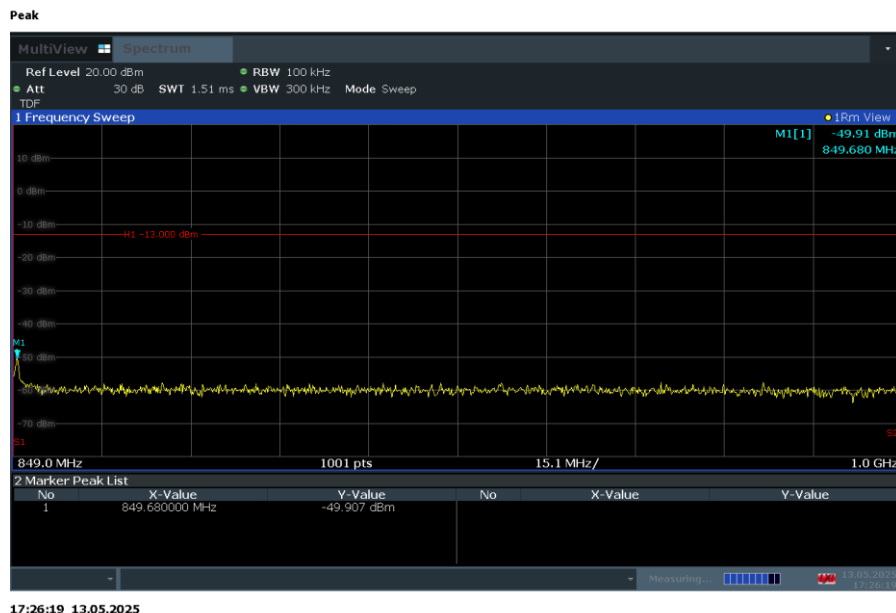 Peak
MultiView Spectrum
Ref Level 20.00 dBm RBW 100 kHz
Att 30 dB SWT 1.51 ms VBW 300 kHz Mode Sweep
TDF
1 Frequency Sweep 1Rm View
M1[1] -49.91 dBm
849.680 MHz
10 dBm
0 dBm
-10 dBm
H1 -13.000 dBm
-20 dBm
-30 dBm
-40 dBm
M1
-50 dBm
-60 dBm
-70 dBm
S2
S1
849.0 MHz 1001 pts 15.1 MHz/ 1.0 GHz
2 Marker Peak List
No X-Value Y-Value No X-Value Y-Value
1 849.680000 MHz -49.907 dBm
Measuring... 13.05.2025
17:26:19
17:26:19 13.05.2025